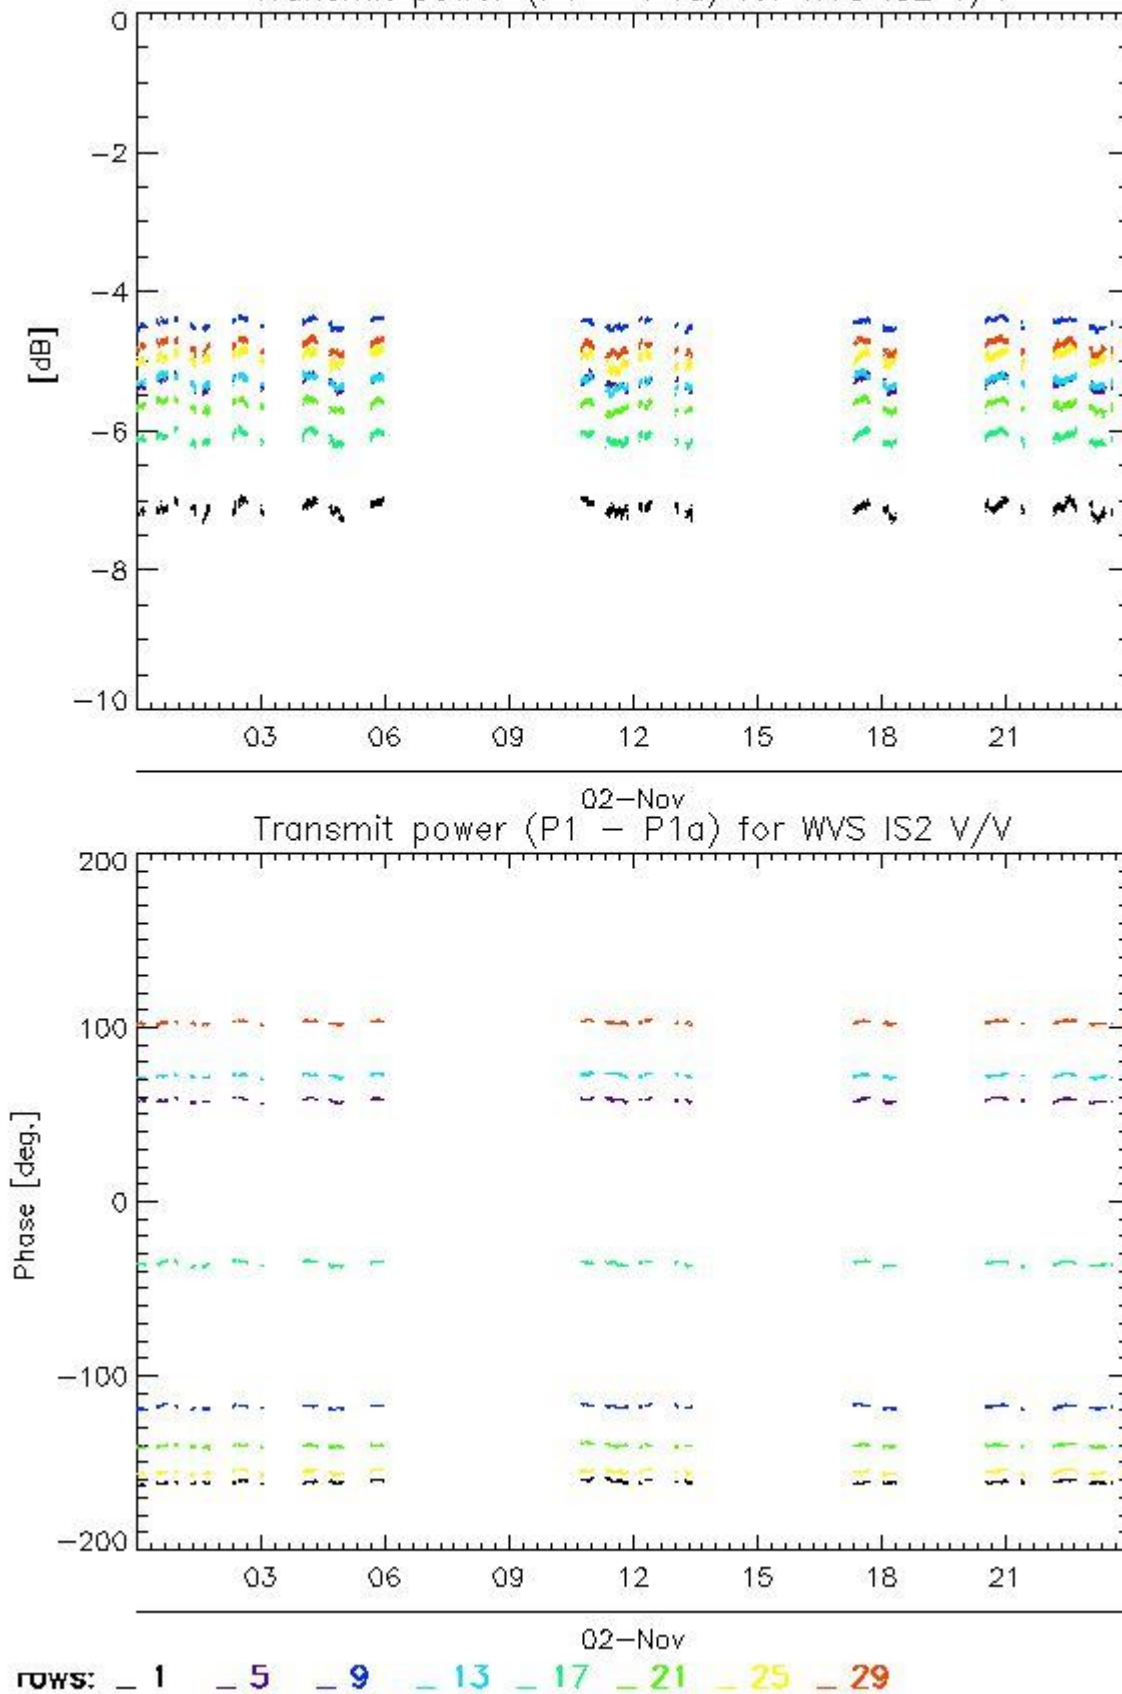 0
-2
-4
-6
-8
-10
[dB]
03 06 09 12 15 18 21
02-Nov
Transmit power (P1 - P1a) for WVS IS2 V/V
200
100
0
-100
-200
Phase [deg.]
03 06 09 12 15 18 21
02-Nov
rows: _ 1 _ 5 _ 9 _ 13 _ 17 _ 21 _ 25 _ 29